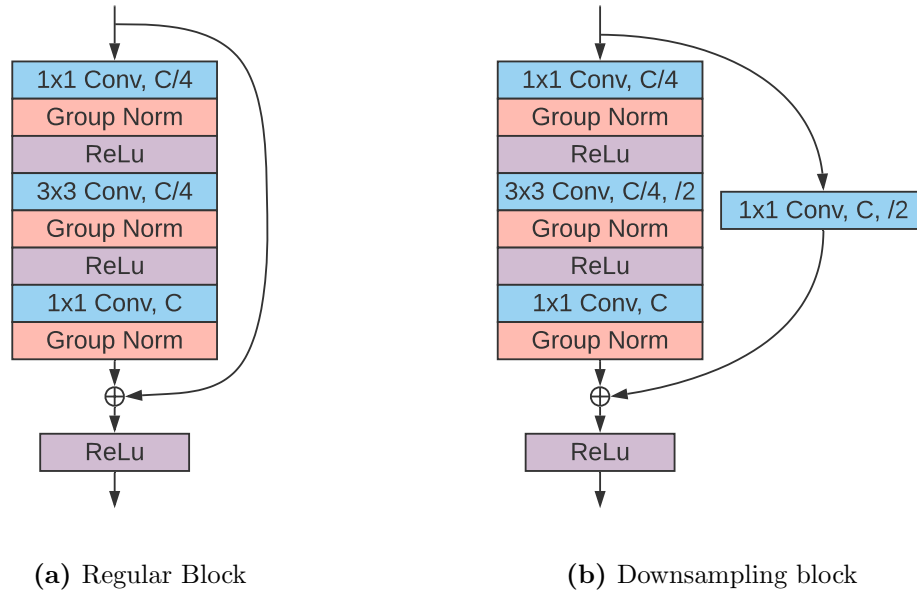 1x1 Conv, C/4
Group Norm
ReLu
3x3 Conv, C/4
Group Norm
ReLu
1x1 Conv, C
Group Norm
ReLu
(a) Regular Block
1x1 Conv, C/4
Group Norm
ReLu
3x3 Conv, C/4, /2
Group Norm
ReLu
1x1 Conv, C
Group Norm
1x1 Conv, C, /2
ReLu
(b) Downsampling block